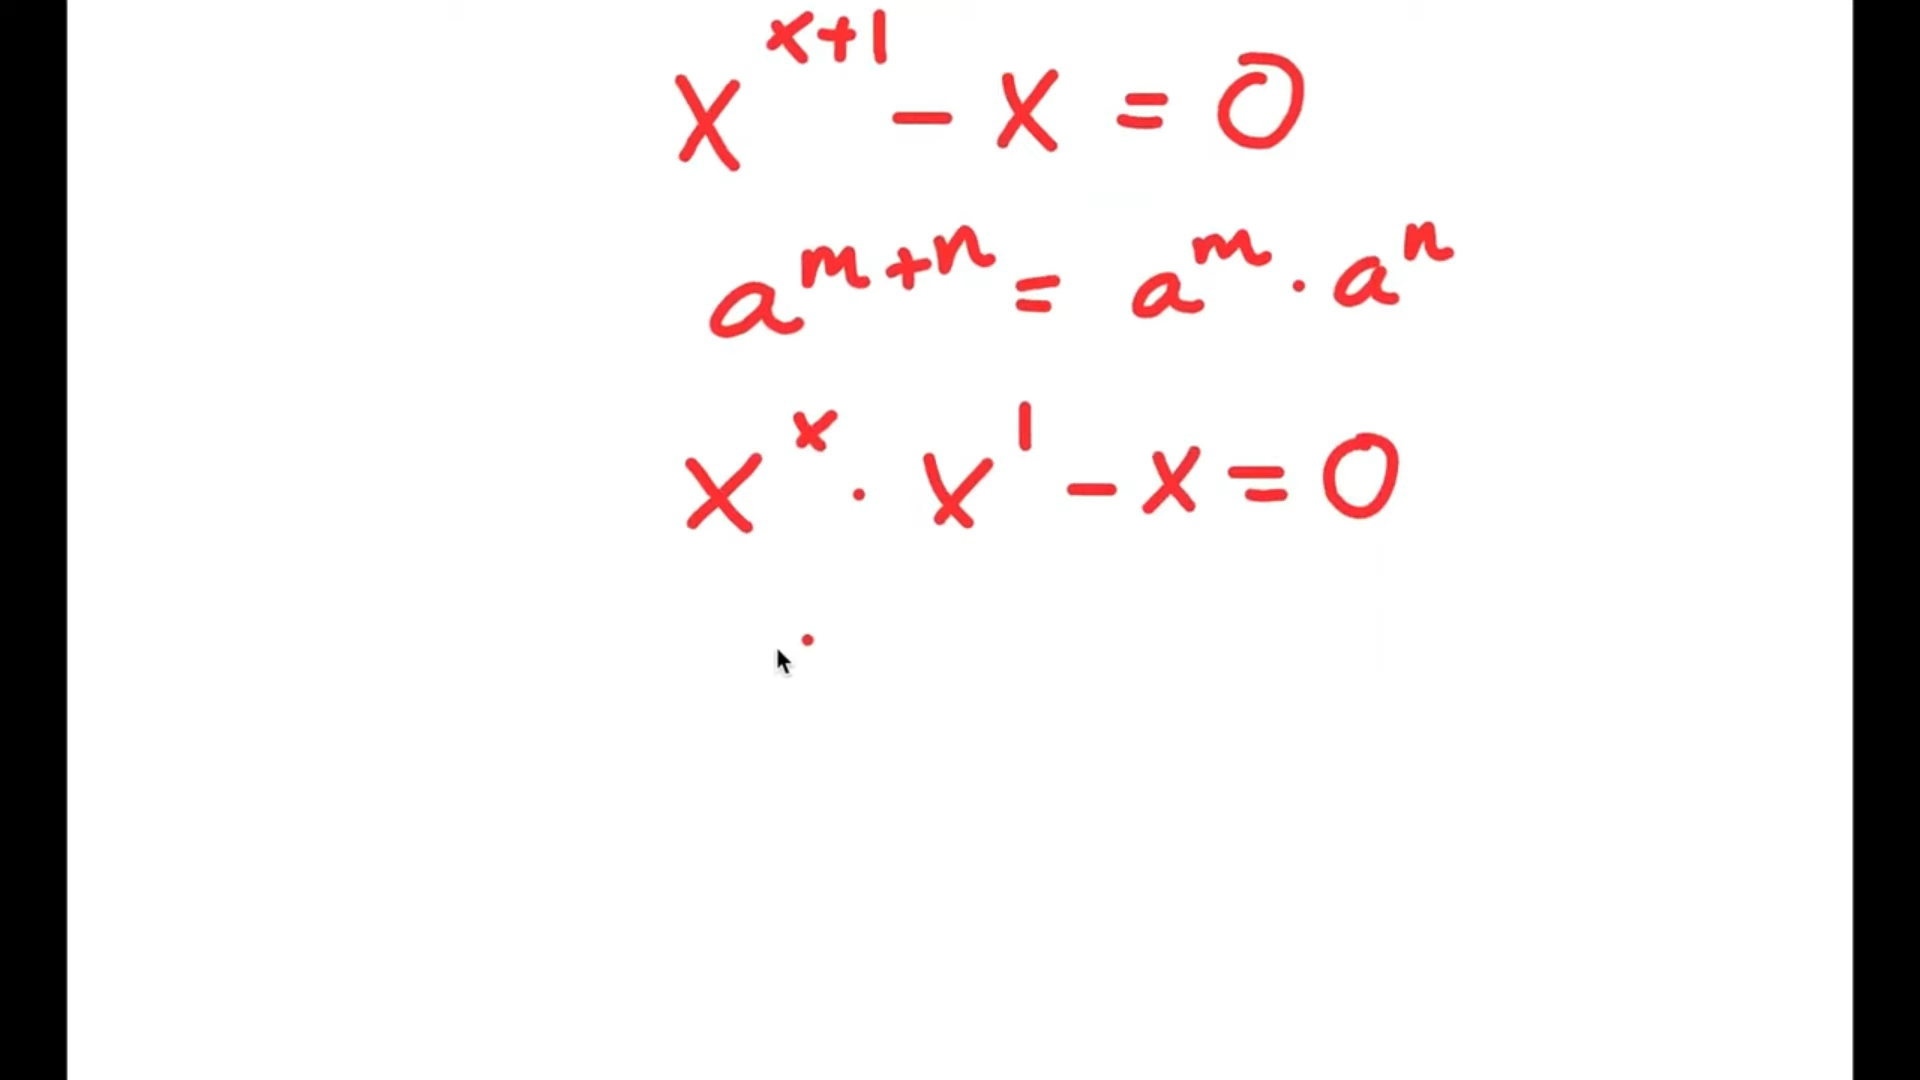 x^{x+1} - x = 0
a^{m+n} = a^m · a^n
x^x · x^1 - x = 0